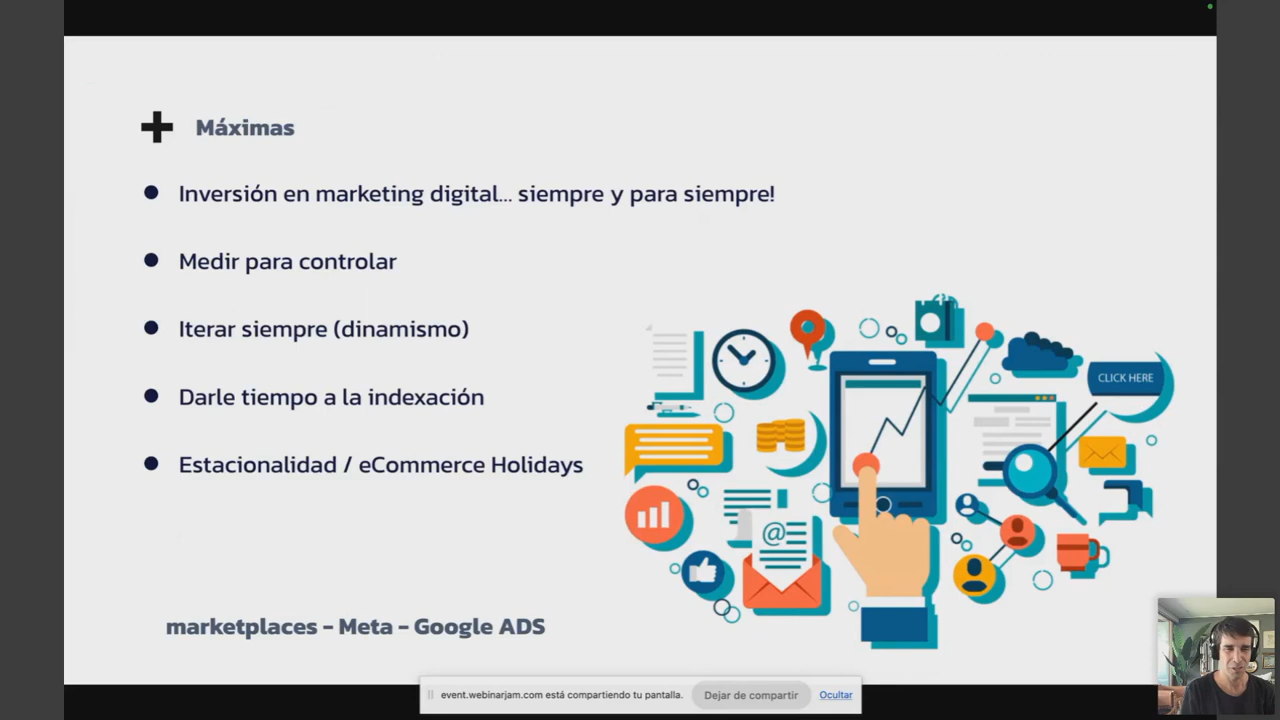 Máximas
Inversión en marketing digital... siempre y para siempre!
Medir para controlar
Iterar siempre (dinamismo)
Darle tiempo a la indexación
Estacionalidad / eCommerce Holidays
CLICK HERE
@
marketplaces - Meta - Google ADS
event.webinarjam.com está compartiendo tu pantalla.
Dejar de compartir
Ocultar